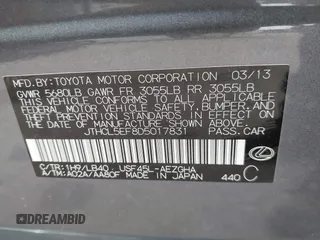 MFD.BY:TOYOTA MOTOR CORPORATION 03/13
GVWR 5680LB GAWR FR 3055LB RR 3055LB
THIS VEHICLE CONFORMS TO ALL APPLICABLE
FEDERAL MOTOR VEHICLE SAFETY, BUMPER, AND
THEFT PREVENTION STANDARDS IN EFFECT ON
THE DATE OF MANUFACTURE SHOWN ABOVE.
JTHCL5EF8D5017831 PASS.CAR
C/TR:1HR/LB40 USF45L-AEZGHA
A/TM:A02A/AA80F MADE IN JAPAN
440 C
AutoBidMaster